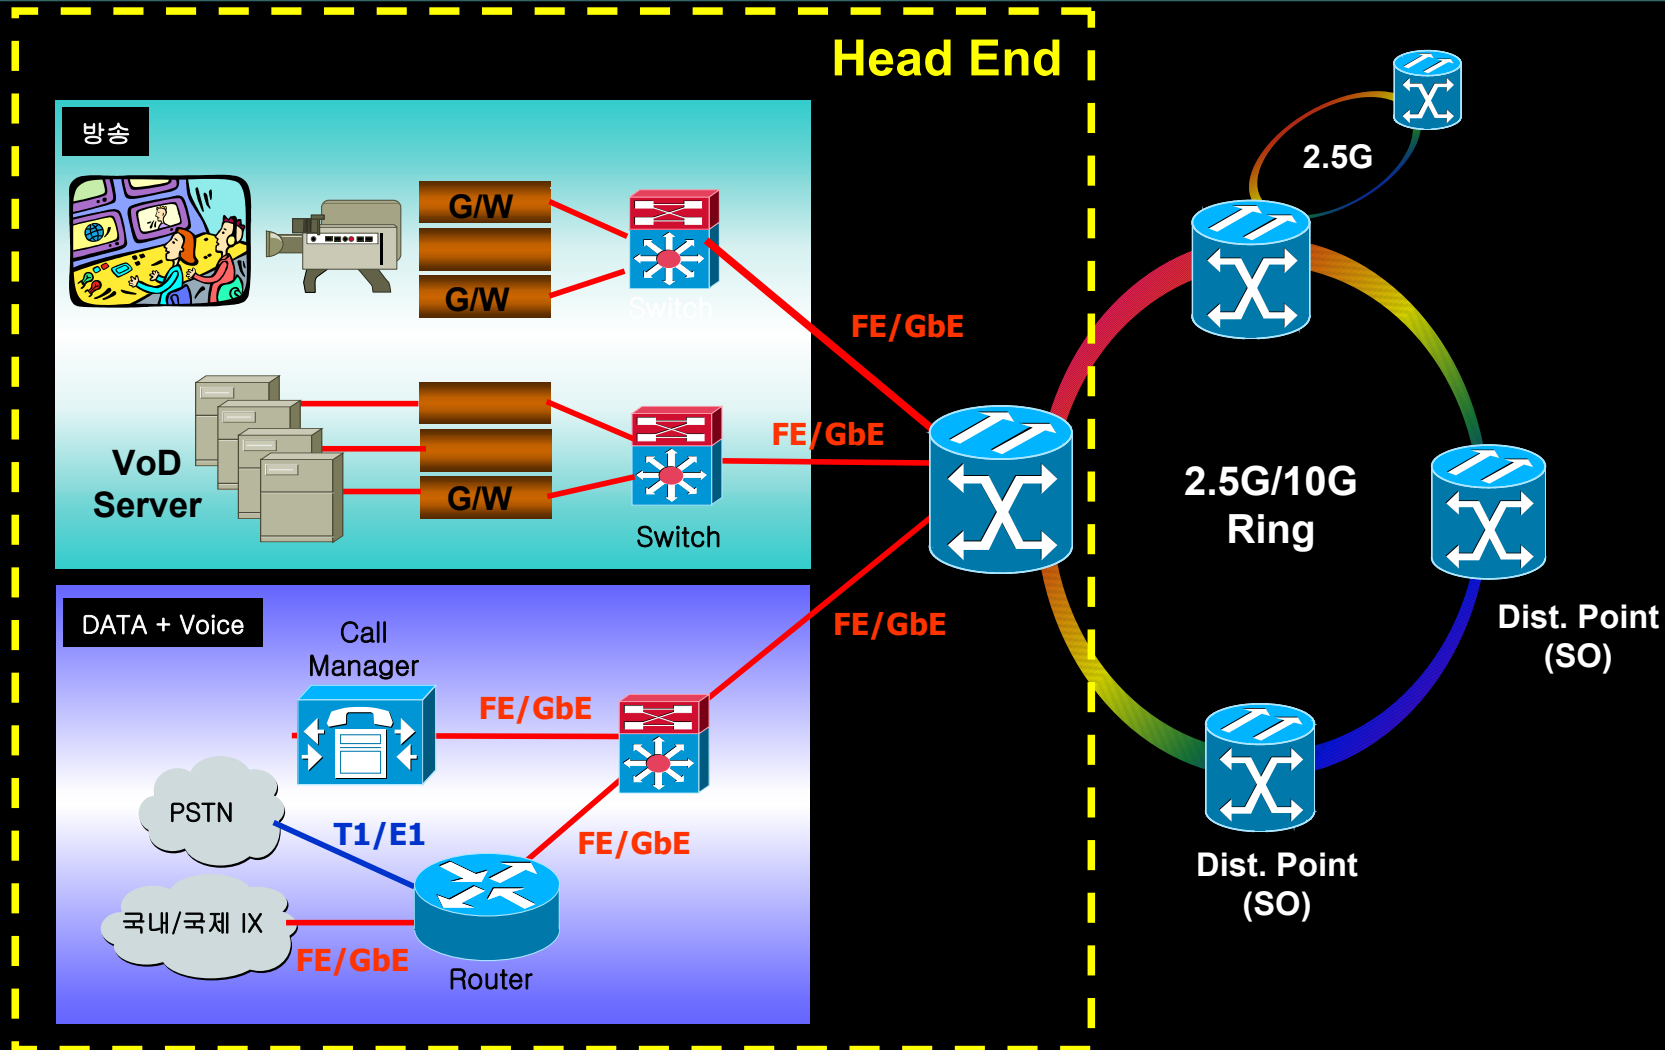 Head End
방송
G/W
G/W
Switch
FE/GbE
2.5G
VoD
Server
G/W
Switch
FE/GbE
2.5G/10G
Ring
DATA + Voice
Call
Manager
FE/GbE
FE/GbE
PSTN
T1/E1
FE/GbE
국내/국제 IX
FE/GbE
Router
Dist. Point
(SO)
Dist. Point
(SO)